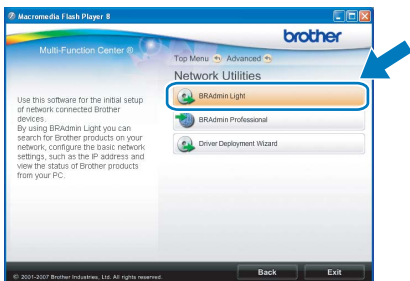 Macromedia Flash Player 8
brother
Multi-Function Center ®
Top Menu Advanced
Network Utilities
BRAdmin Light
BRAdmin Professional
Driver Deployment Wizard
Use this software for the initial setup
of network connected Brother
devices.
By using BRAdmin Light you can
search for Brother products on your
network, configure the basic network
settings, such as the IP address and
view the status of Brother products
from your PC.
© 2001-2007 Brother Industries, Ltd. All rights reserved.
Back
Exit